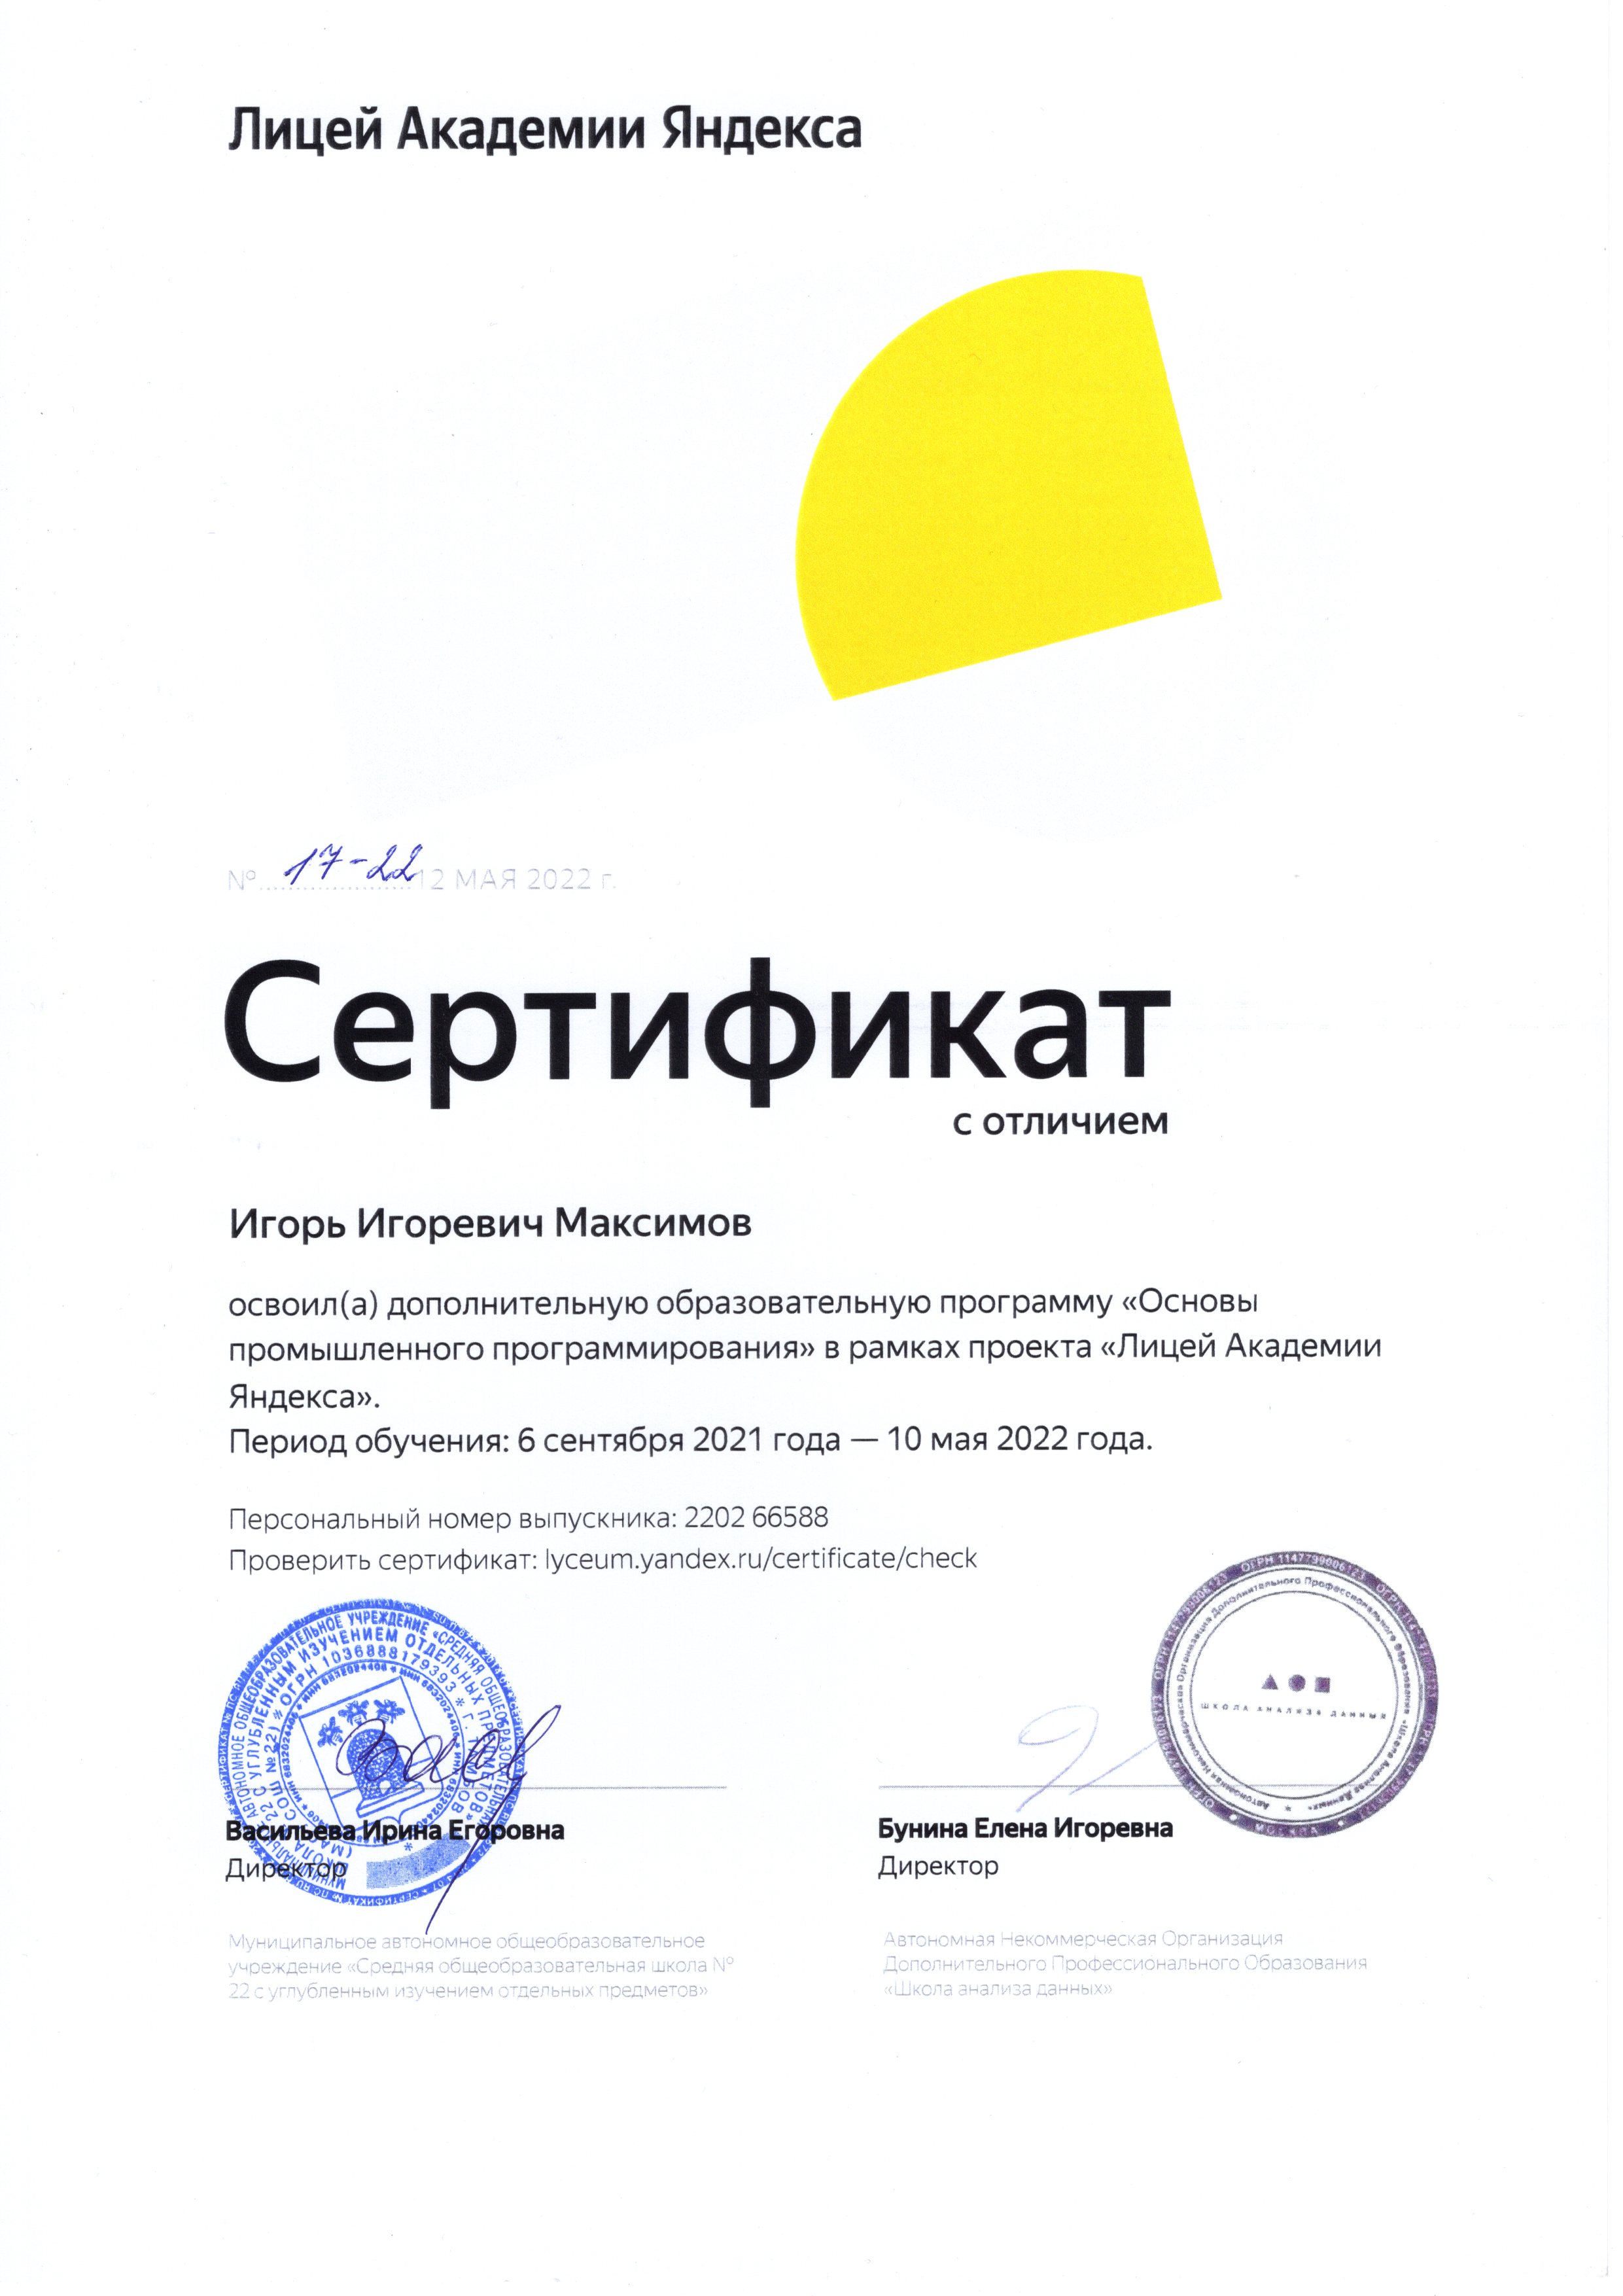 Лицей Академии Яндекса
№ 17-22 12 МАЯ 2022 г.
Сертификат
с отличием
Игорь Игоревич Максимов
освоил(а) дополнительную образовательную программу «Основы
промышленного программирования» в рамках проекта «Лицей Академии
Яндекса».
Период обучения: 6 сентября 2021 года — 10 мая 2022 года.
Персональный номер выпускника: 2202 66588
Проверить сертификат: lyceum.yandex.ru/certificate/check
ОГРН 1147799006123
Автономная Некоммерческая Организация Дополнительного Профессионального Образования «Школа Анализа Данных»
ШКОЛА АНАЛИЗА ДАННЫХ
МОСКВА
АВТОНОМНОЕ ОБЩЕОБРАЗОВАТЕЛЬНОЕ УЧРЕЖДЕНИЕ «СРЕДНЯЯ ОБЩЕОБРАЗОВАТЕЛЬНАЯ
22 С УГЛУБЛЕННЫМ ИЗУЧЕНИЕМ ОТДЕЛЬНЫХ ПРЕДМЕТОВ»
СОШ №22) * ОГРН 1036888179393 * Г. ТАМБОВ
ИНН 6832024406
Васильева Ирина Егоровна
Директор
Муниципальное автономное общеобразовательное
учреждение «Средняя общеобразовательная школа №
22 с углубленным изучением отдельных предметов»
Бунина Елена Игоревна
Директор
Автономная Некоммерческая Организация
Дополнительного Профессионального Образования
«Школа анализа данных»